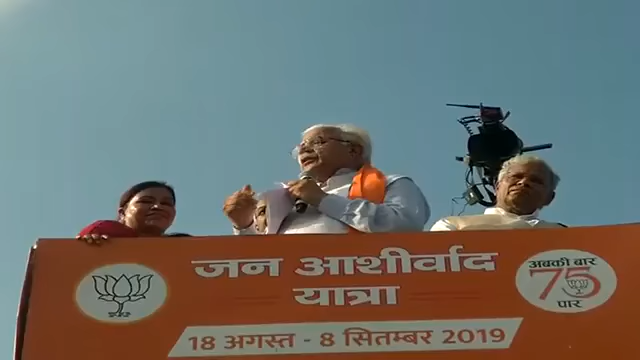 जन आशीर्वाद
यात्रा
18 अगस्त - 8 सितम्बर 2019
अबकी बार
75
पार